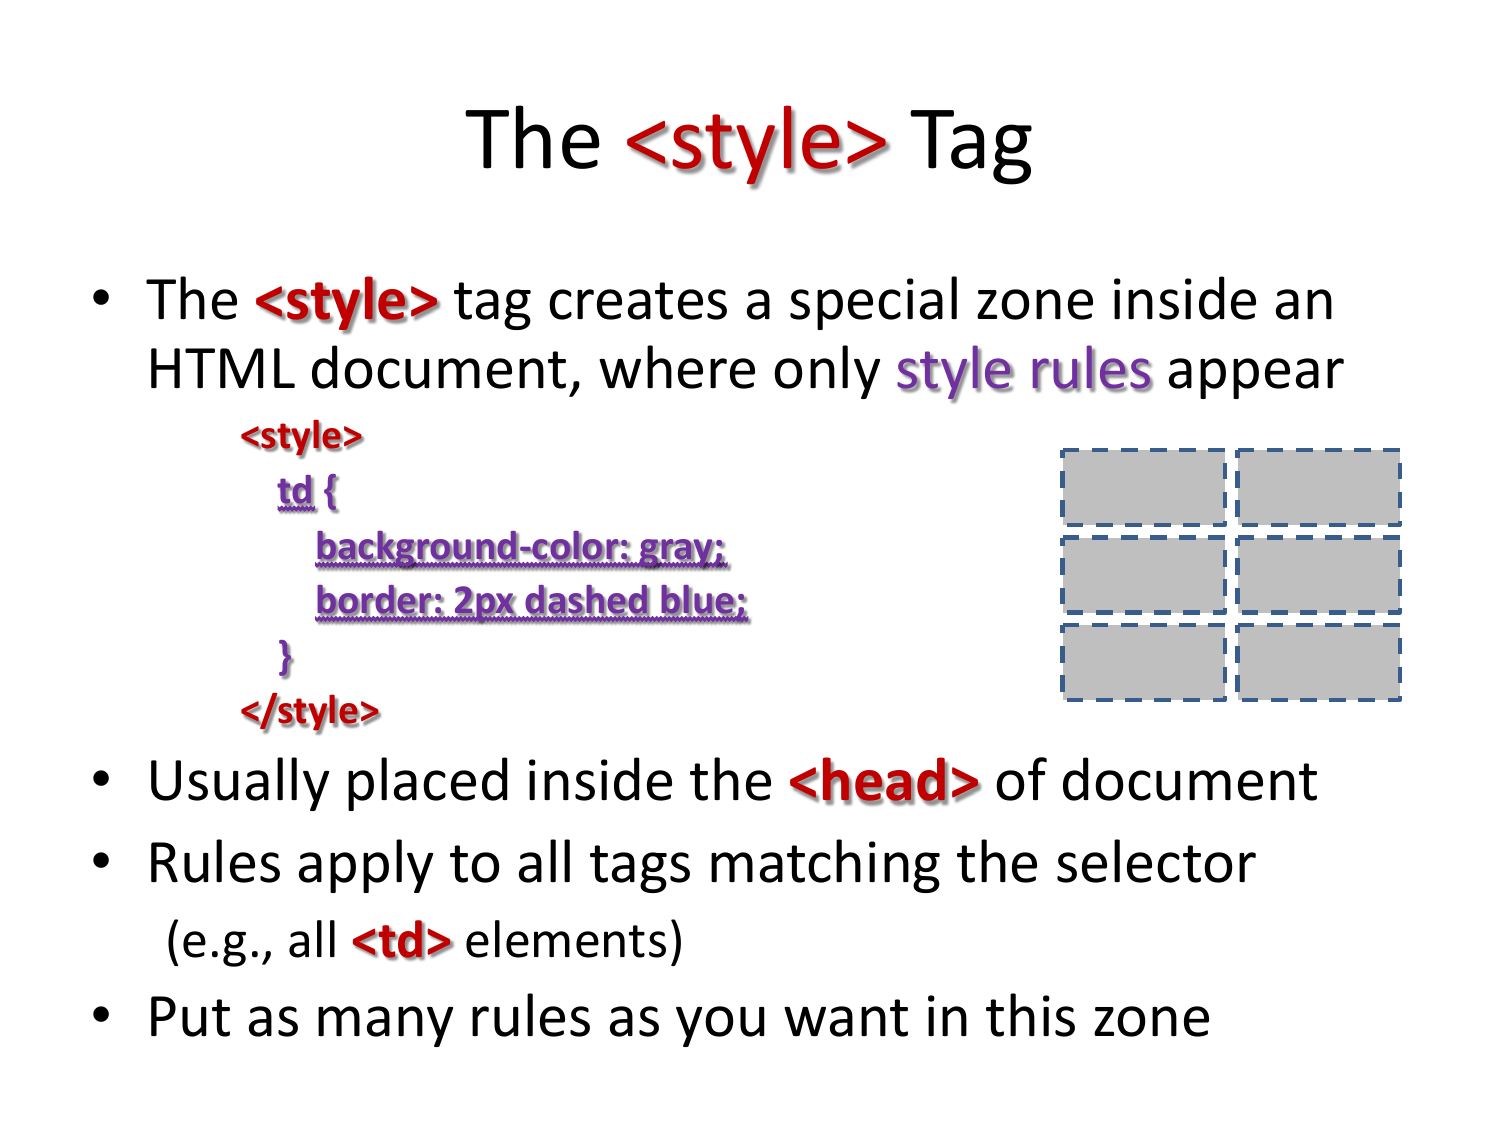 The <style> Tag
• The <style> tag creates a special zone inside an
HTML document, where only style rules appear
<style>
td {
background-color: gray;
border: 2px dashed blue;
}
</style>
• Usually placed inside the <head> of document
• Rules apply to all tags matching the selector
(e.g., all <td> elements)
• Put as many rules as you want in this zone